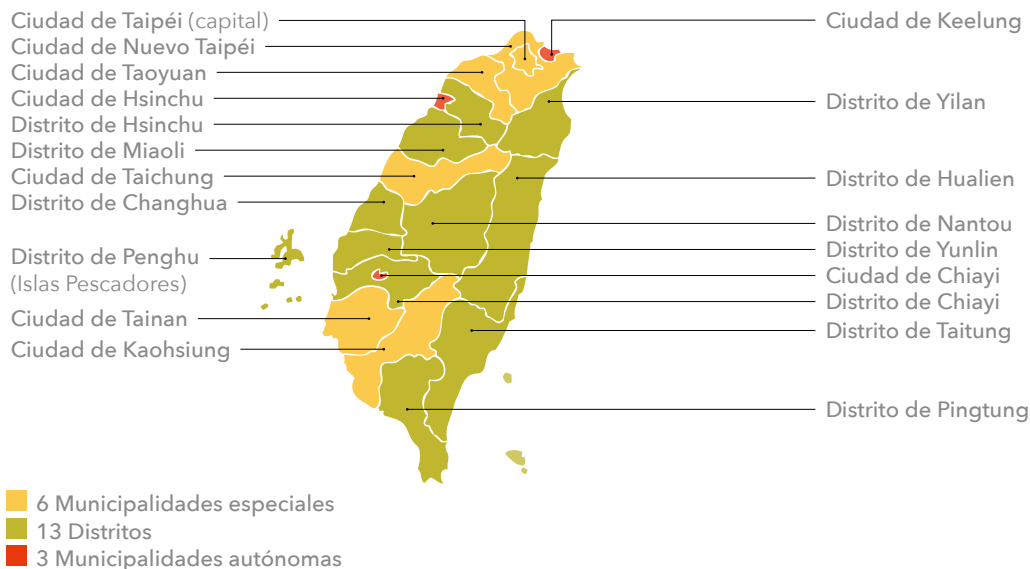 Ciudad de Taipéi (capital)
Ciudad de Nuevo Taipéi
Ciudad de Taoyuan
Ciudad de Hsinchu
Distrito de Hsinchu
Distrito de Miaoli
Ciudad de Taichung
Distrito de Changhua
Distrito de Penghu
(Islas Pescadores)
Ciudad de Tainan
Ciudad de Kaohsiung
Ciudad de Keelung
Distrito de Yilan
Distrito de Hualien
Distrito de Nantou
Distrito de Yunlin
Ciudad de Chiayi
Distrito de Chiayi
Distrito de Taitung
Distrito de Pingtung
6 Municipalidades especiales
13 Distritos
3 Municipalidades autónomas